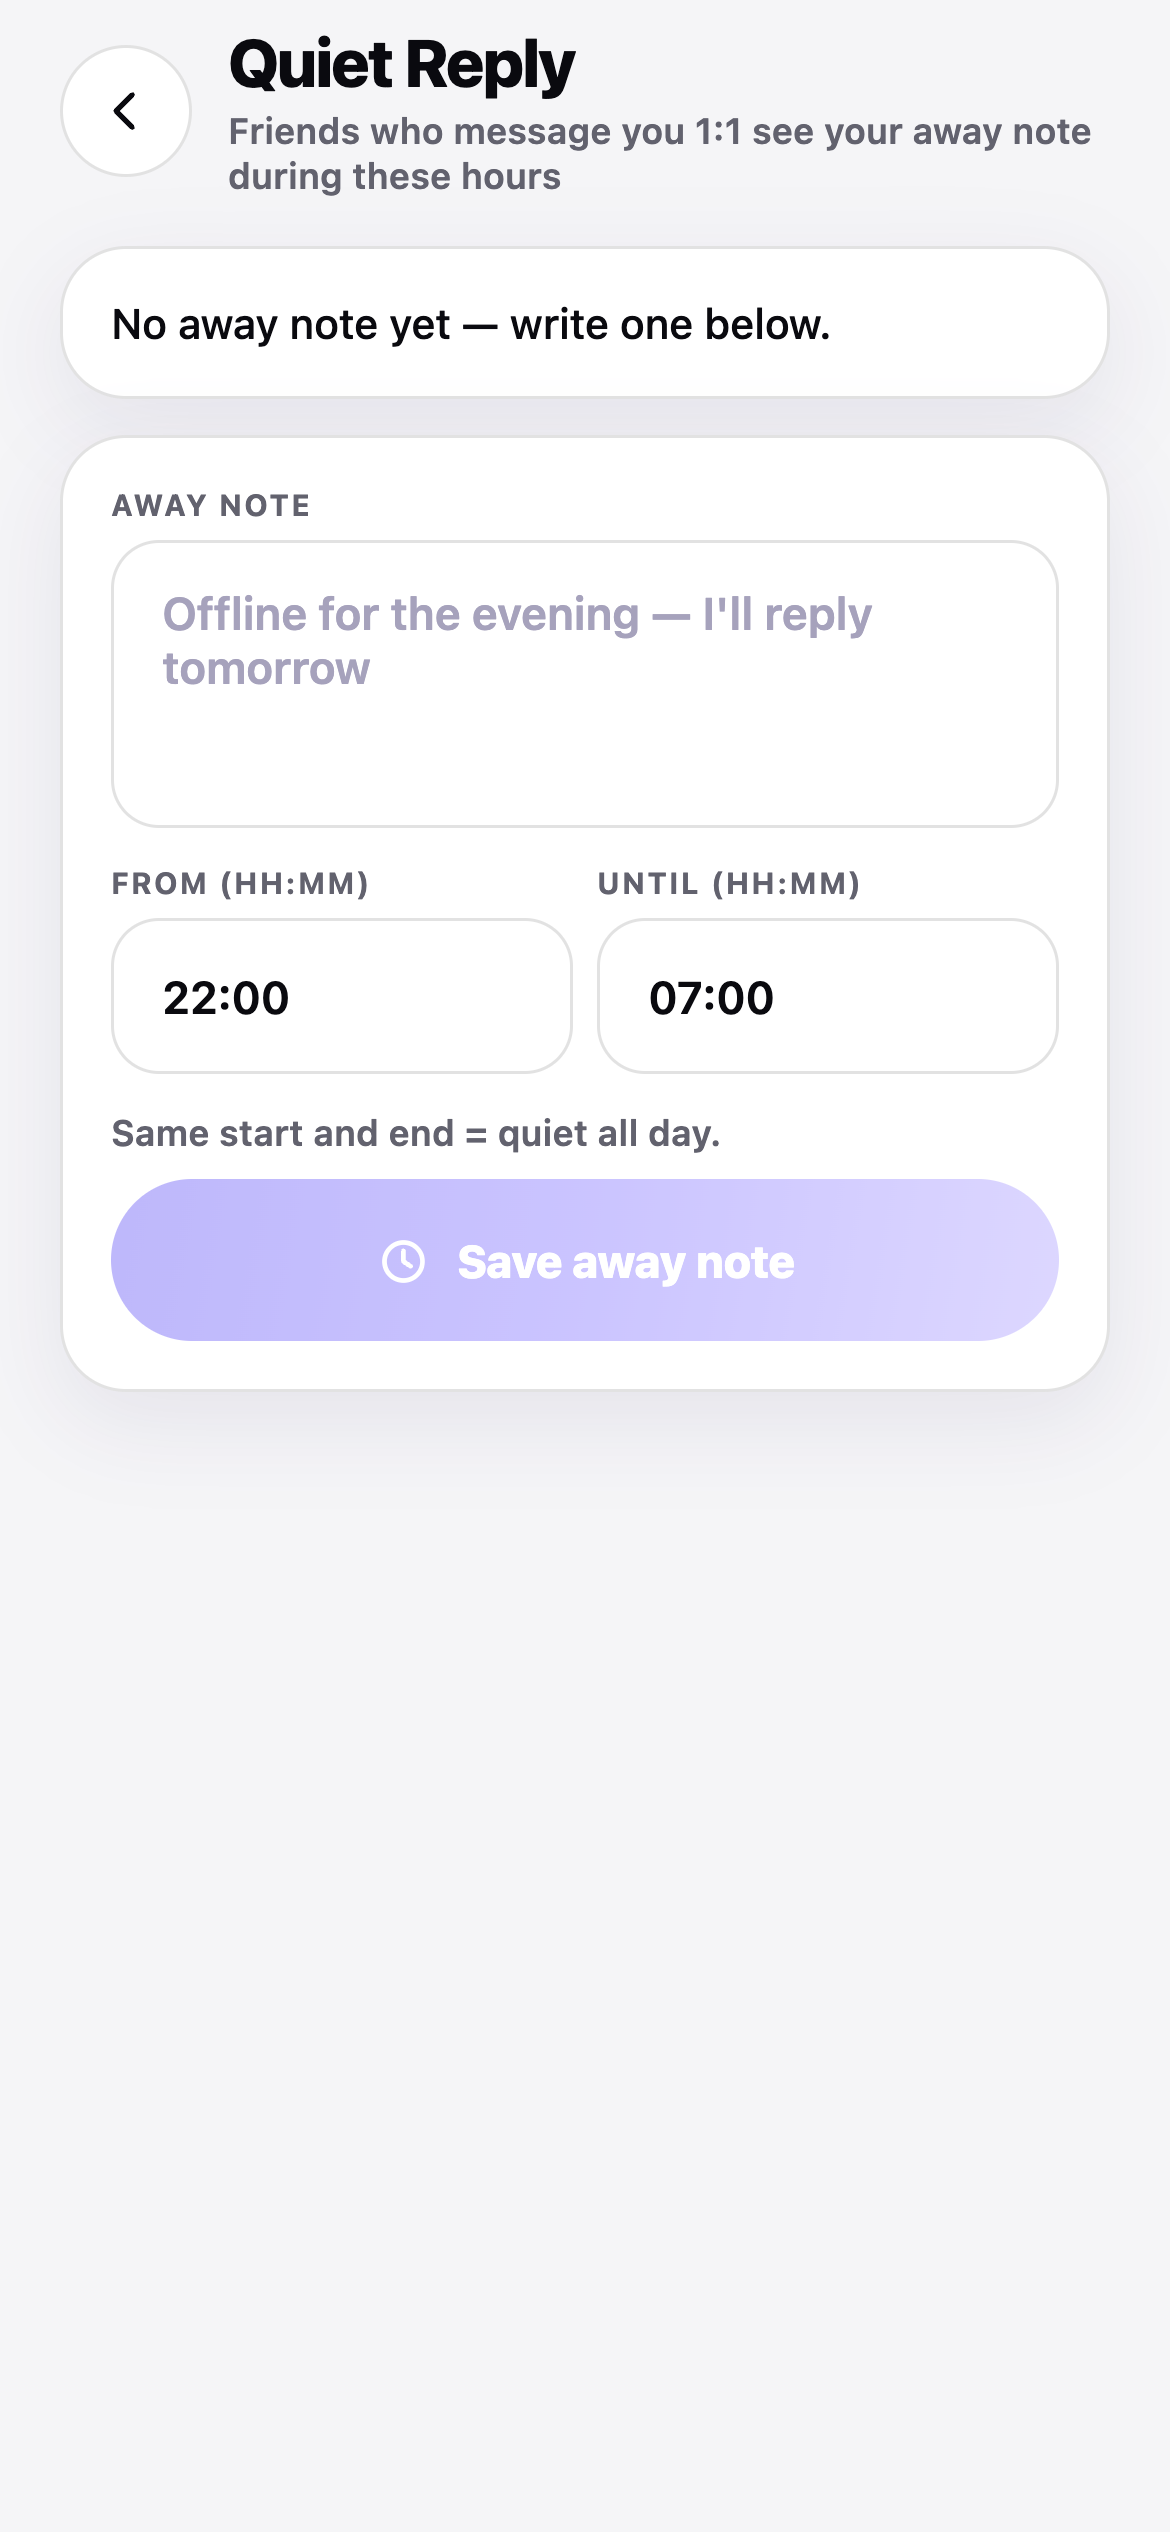 Quiet Reply
Friends who message you 1:1 see your away note
during these hours
No away note yet — write one below.
AWAY NOTE
Offline for the evening — I'll reply
tomorrow
FROM (HH:MM)
UNTIL (HH:MM)
22:00
07:00
Same start and end = quiet all day.
Save away note